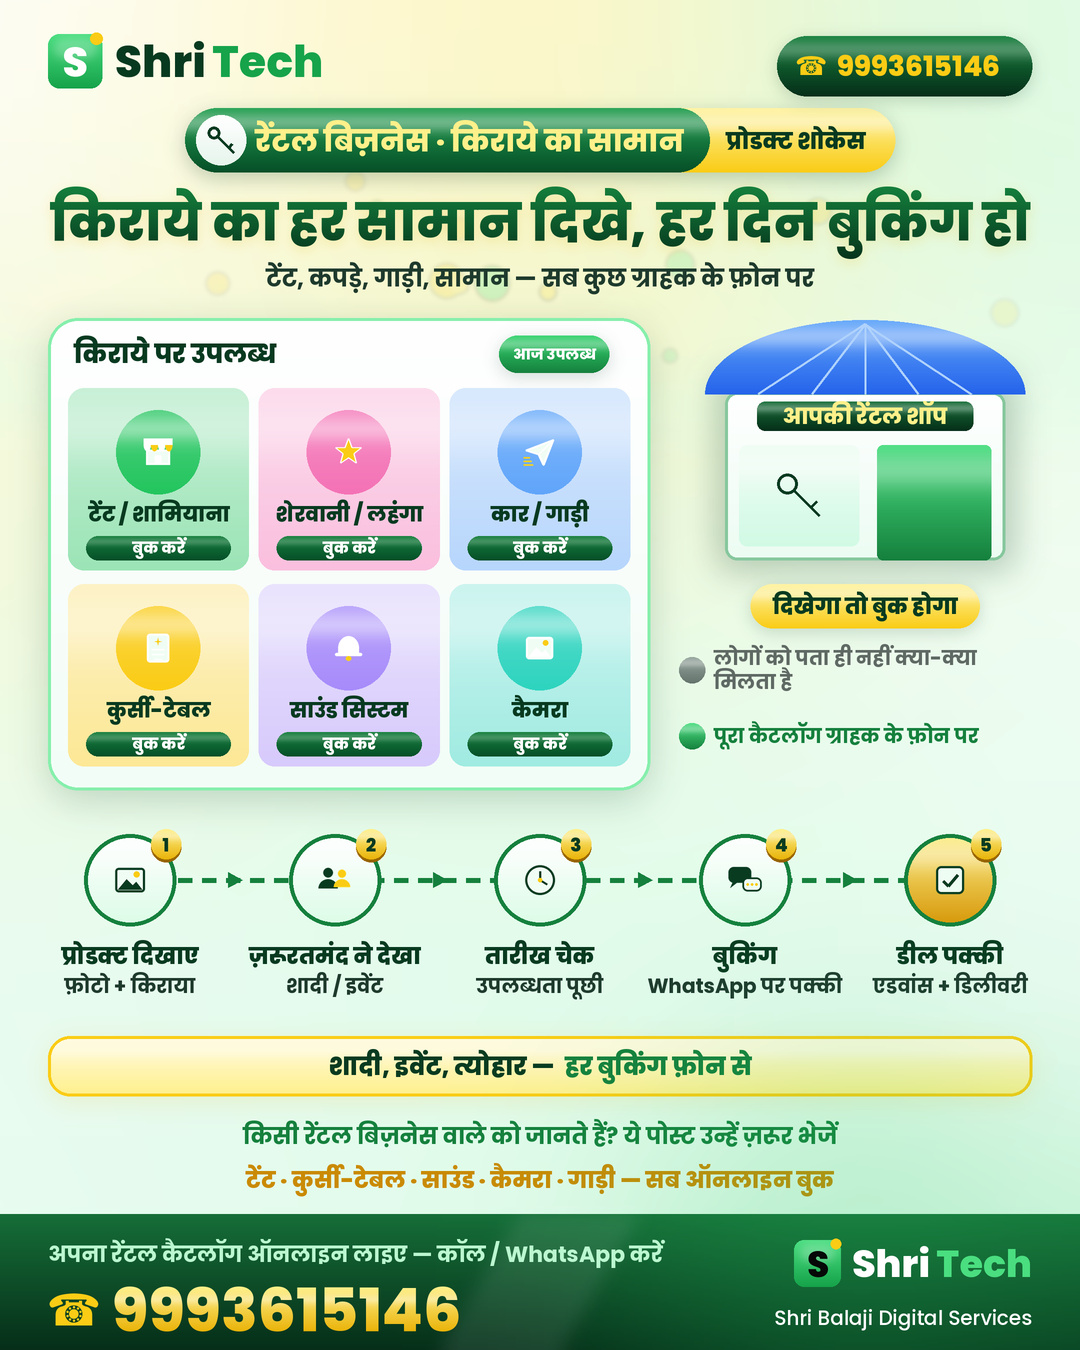 S Shri Tech
☎ 9993615146
रेंटल बिज़नेस · किराये का सामान
प्रोडक्ट शोकेस
किराये का हर सामान दिखे, हर दिन बुकिंग हो
टेंट, कपड़े, गाड़ी, सामान — सब कुछ ग्राहक के फ़ोन पर
किराये पर उपलब्ध
आज उपलब्ध
टेंट / शामियाना
बुक करें
शेरवानी / लहंगा
बुक करें
कार / गाड़ी
बुक करें
कुर्सी-टेबल
बुक करें
साउंड सिस्टम
बुक करें
कैमरा
बुक करें
आपकी रेंटल शॉप
दिखेगा तो बुक होगा
लोगों को पता ही नहीं क्या-क्या
मिलता है
पूरा कैटलॉग ग्राहक के फ़ोन पर
1
प्रोडक्ट दिखाए
फ़ोटो + किराया
2
ज़रूरतमंद ने देखा
शादी / इवेंट
3
तारीख चेक
उपलब्धता पूछी
4
बुकिंग
WhatsApp पर पक्की
5
डील पक्की
एडवांस + डिलीवरी
शादी, इवेंट, त्योहार — हर बुकिंग फ़ोन से
किसी रेंटल बिज़नेस वाले को जानते हैं? ये पोस्ट उन्हें ज़रूर भेजें
टेंट · कुर्सी-टेबल · साउंड · कैमरा · गाड़ी — सब ऑनलाइन बुक
अपना रेंटल कैटलॉग ऑनलाइन लाइए — कॉल / WhatsApp करें
☎ 9993615146
S Shri Tech
Shri Balaji Digital Services